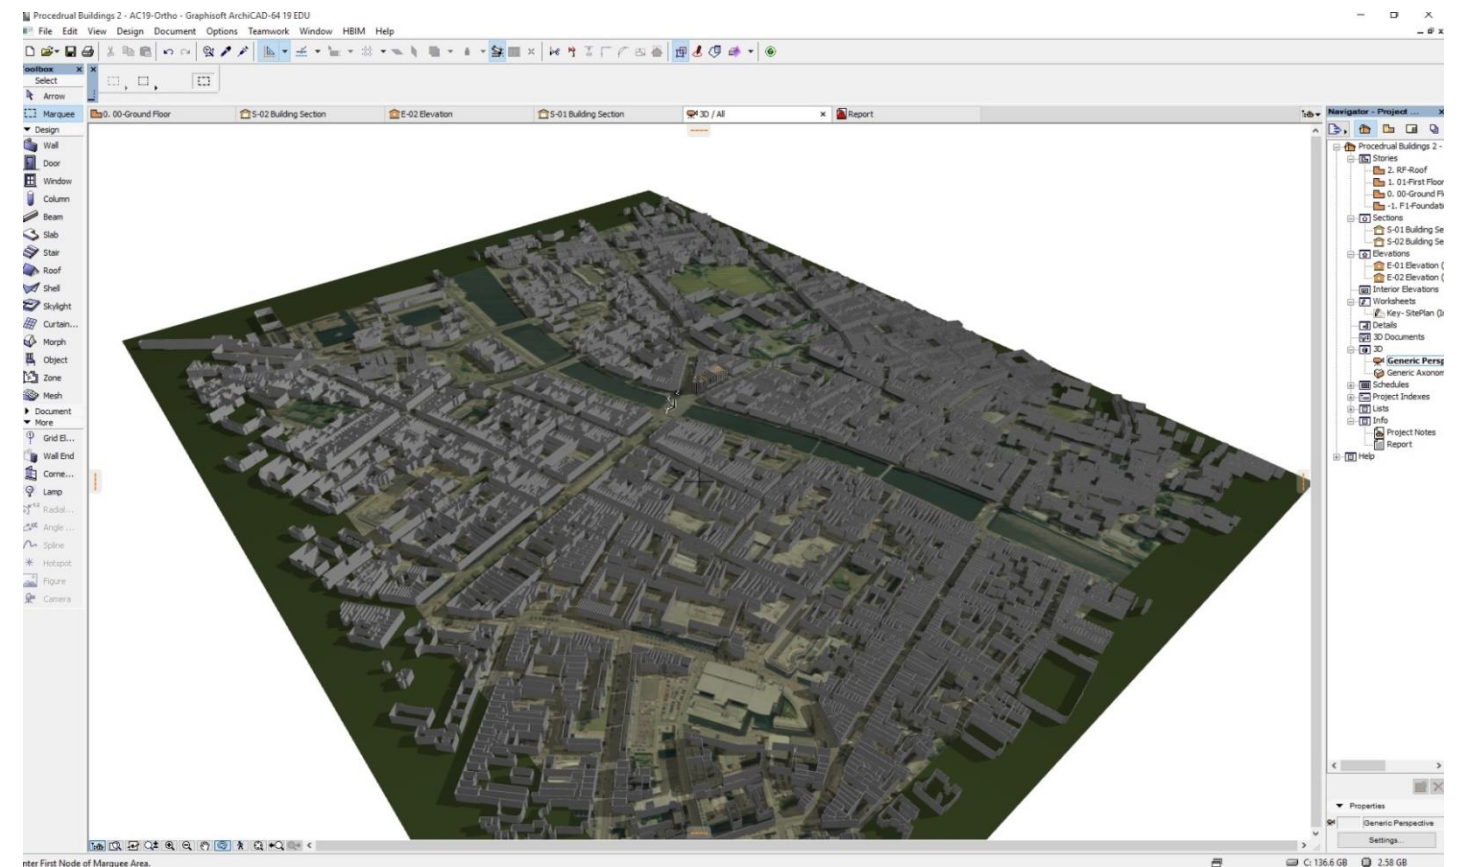 Procedrual Buildings 2 - AC19-Ortho - Graphisoft ArchiCAD-64 19 EDU
File Edit View Design Document Options Teamwork Window HBIM Help
oolbox
Select
Arrow
Marquee
Design
Wall
Door
Window
Column
Beam
Slab
Stair
Roof
Shell
Skylight
Curtain...
Morph
Object
Zone
Mesh
Document
More
Grid El...
Wall End
Corne...
Lamp
Radial...
Angle ...
Spline
Hotspot
Figure
Camera
0. 00-Ground Floor
S-02 Building Section
E-02 Elevation
S-01 Building Section
3D / All
Report
Navigator - Project ...
Procedrual Buildings 2 -
Stories
2. RF-Roof
1. 01-First Floor
0. 00-Ground Fl
-1. F1-Foundati
Sections
S-01 Building Se
S-02 Building Se
Elevations
E-01 Elevation (
E-02 Elevation (
Interior Elevations
Worksheets
Key- SitePlan (I
Details
3D Documents
3D
Generic Persp
Generic Axonom
Schedules
Project Indexes
Lists
Info
Project Notes
Report
Help
Properties
Generic Perspective
Settings...
nter First Node of Marquee Area.
C: 136.6 GB
2.58 GB